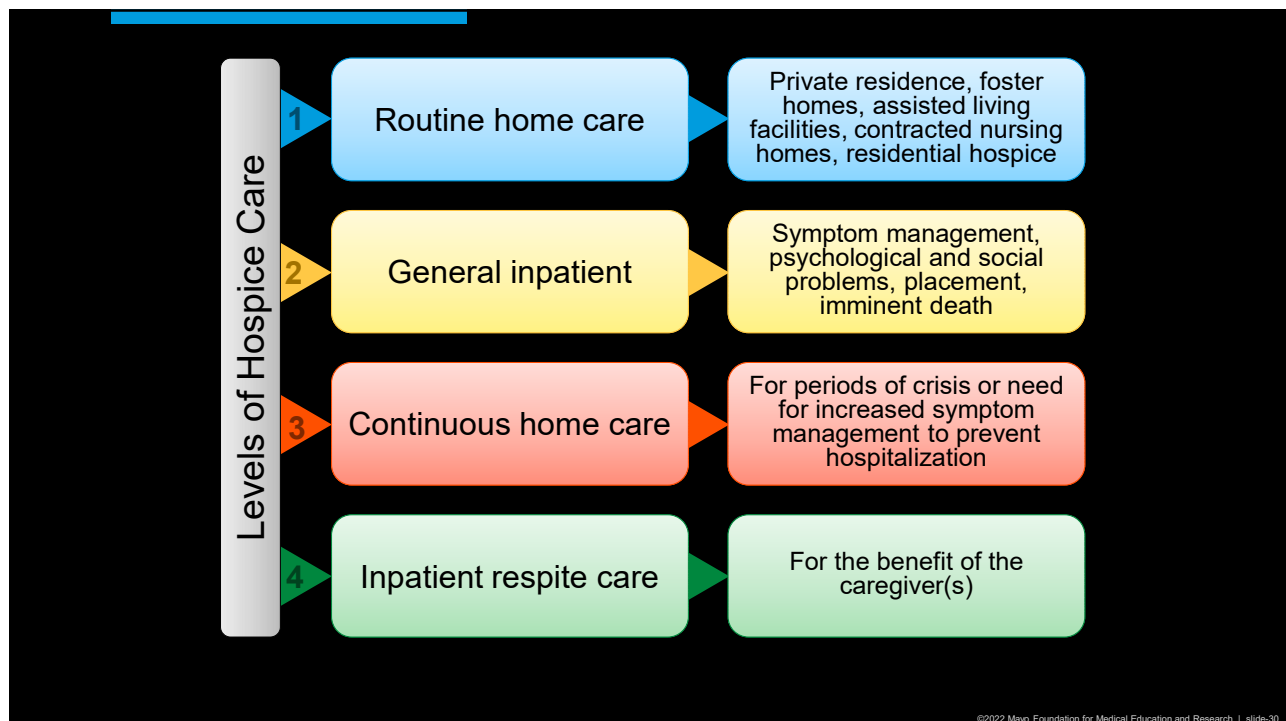 Levels of Hospice Care
1
Routine home care
Private residence, foster
homes, assisted living
facilities, contracted nursing
homes, residential hospice
2
General inpatient
Symptom management,
psychological and social
problems, placement,
imminent death
3
Continuous home care
For periods of crisis or need
for increased symptom
management to prevent
hospitalization
4
Inpatient respite care
For the benefit of the
caregiver(s)
©2022 Mayo Foundation for Medical Education and Research | slide-30